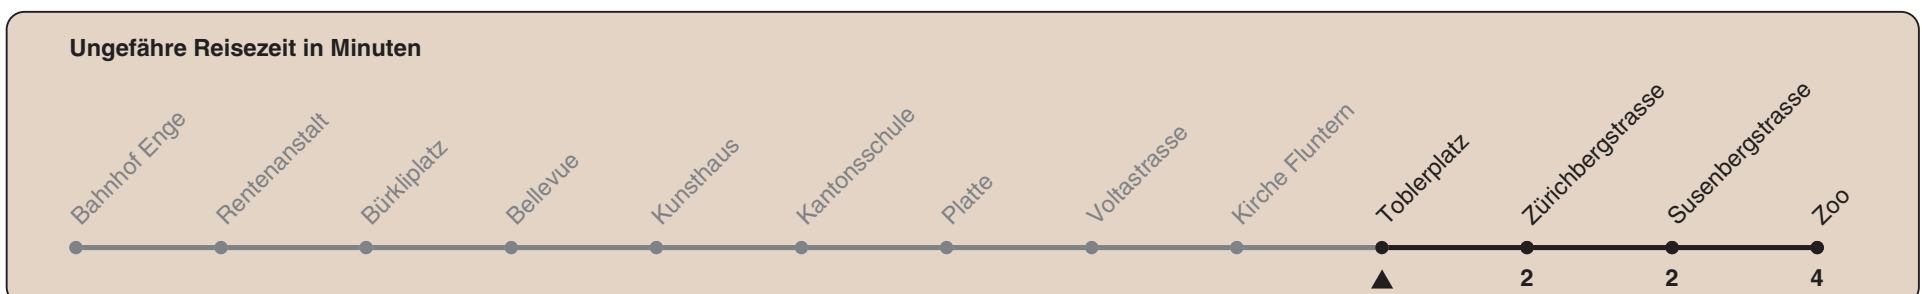 Ungefähre Reisezeit in Minuten
Bahnhof Enge
Rentenanstalt
Bürkliplatz
Bellevue
Kunsthaus
Kantonsschule
Platte
Voltastrasse
Kirche Fluntern
Toblerplatz
Zürichbergstrasse
Susenbergstrasse
Zoo
2 2 4